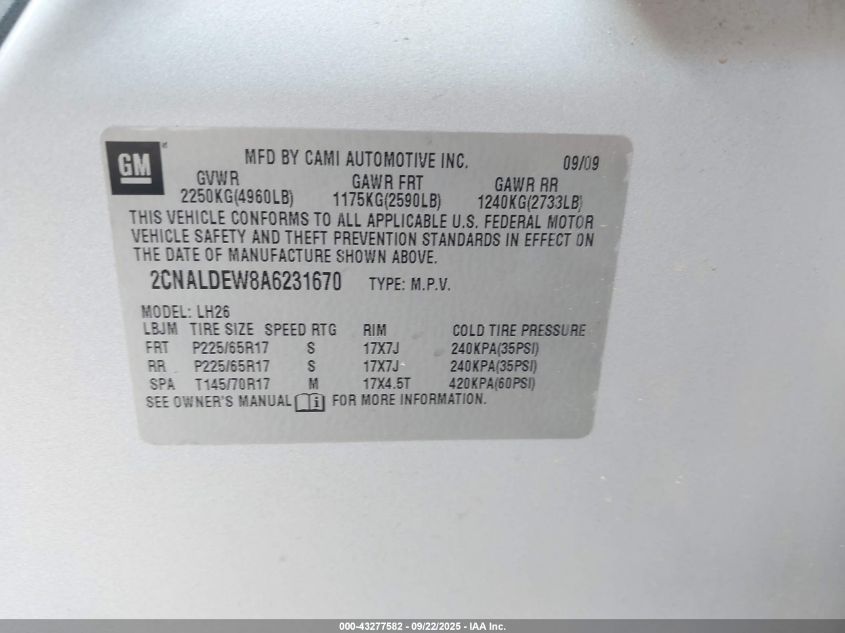 GM
MFD BY CAMI AUTOMOTIVE INC. 09/09
GVWR GAWR FRT GAWR RR
2250KG(4960LB) 1175KG(2590LB) 1240KG(2733LB)
THIS VEHICLE CONFORMS TO ALL APPLICABLE U.S. FEDERAL MOTOR
VEHICLE SAFETY AND THEFT PREVENTION STANDARDS IN EFFECT ON
THE DATE OF MANUFACTURE SHOWN ABOVE.
2CNALDEW8A6231670 TYPE: M.P.V.
MODEL: LH26
LBJM TIRE SIZE SPEED RTG RIM COLD TIRE PRESSURE
FRT P225/65R17 S 17X7J 240KPA(35PSI)
RR P225/65R17 S 17X7J 240KPA(35PSI)
SPA T145/70R17 M 17X4.5T 420KPA(60PSI)
SEE OWNER'S MANUAL i FOR MORE INFORMATION.
000-43277582 - 09/22/2025 - IAA Inc.